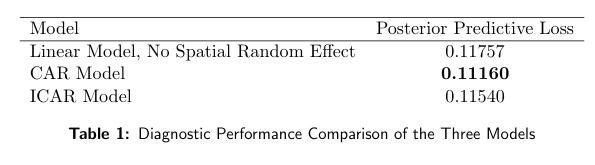 Model Posterior Predictive Loss
Linear Model, No Spatial Random Effect 0.11757
CAR Model 0.11160
ICAR Model 0.11540
Table 1: Diagnostic Performance Comparison of the Three Models